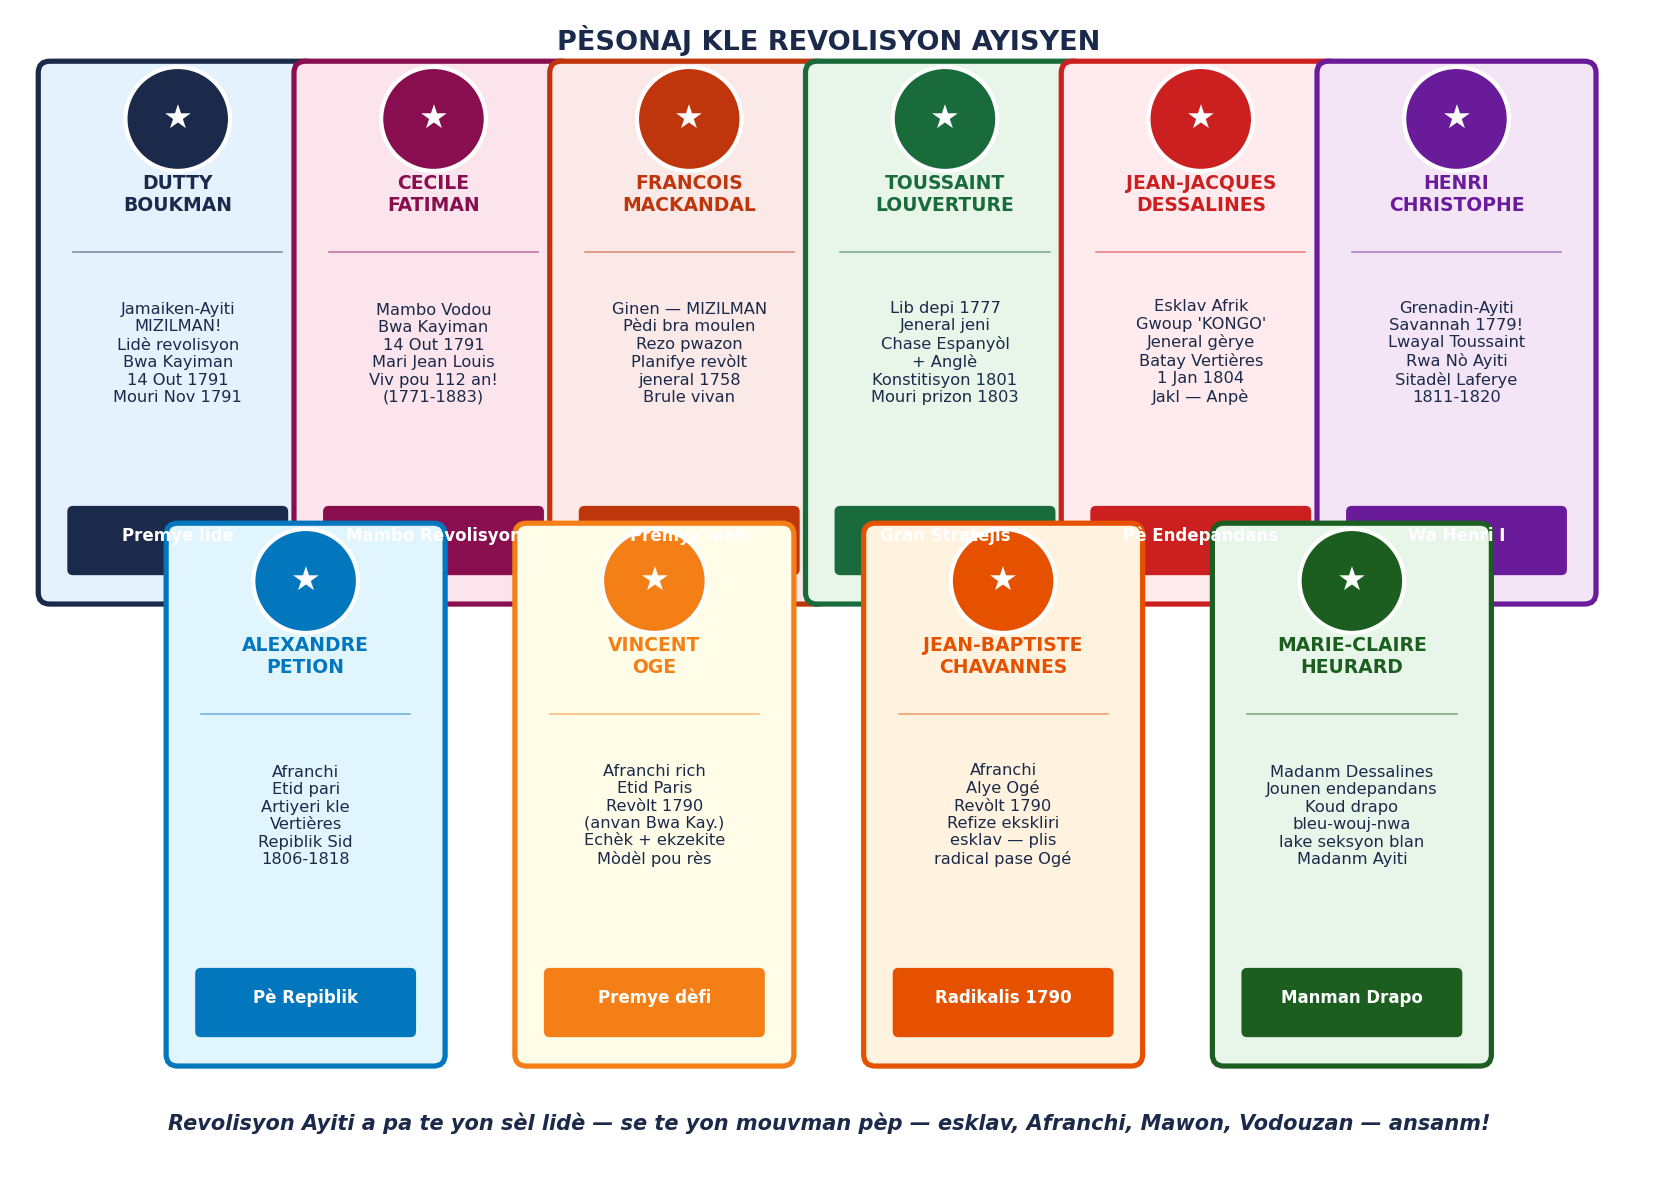 PÈSONAJ KLE REVOLISYON AYISYEN
DUTTY
BOUKMAN
Jamaiken-Ayiti
MIZILMAN!
Lidè revolisyon
Bwa Kayiman
14 Out 1791
Mouri Nov 1791
Premye lidè
CECILE
FATIMAN
Mambo Vodou
Bwa Kayiman
14 Out 1791
Mari Jean Louis
Viv pou 112 an!
(1771-1883)
Mambo Revolisyon
FRANCOIS
MACKANDAL
Ginen — MIZILMAN
Pèdi bra moulen
Rezo pwazon
Planifye revòlt
jeneral 1758
Brule vivan
Premye
TOUSSAINT
LOUVERTURE
Lib depi 1777
Jeneral jeni
Chase Espanyòl
+ Anglè
Konstitisyon 1801
Mouri prizon 1803
Gran Stratejis
JEAN-JACQUES
DESSALINES
Esklav Afrik
Gwoup 'KONGO'
Jeneral gèrye
Batay Vertières
1 Jan 1804
Jakl — Anpè
Pè Endepandans
HENRI
CHRISTOPHE
Grenadin-Ayiti
Savannah 1779!
Lwayal Toussaint
Rwa Nò Ayiti
Sitadèl Laferye
1811-1820
Wa Henri I
ALEXANDRE
PETION
Afranchi
Etid pari
Artiyeri kle
Vertières
Repiblik Sid
1806-1818
Pè Repiblik
VINCENT
OGE
Afranchi rich
Etid Paris
Revòlt 1790
(anvan Bwa Kay.)
Echèk + ekzekite
Mòdèl pou rès
Premye dèfi
JEAN-BAPTISTE
CHAVANNES
Afranchi
Alye Ogé
Revòlt 1790
Refize ekskliri
esklav — plis
radical pase Ogé
Radikalis 1790
MARIE-CLAIRE
HEURARD
Madanm Dessalines
Jounen endepandans
Koud drapo
bleu-wouj-nwa
lake seksyon blan
Madanm Ayiti
Manman Drapo
Revolisyon Ayiti a pa te yon sèl lidè — se te yon mouvman pèp — esklav, Afranchi, Mawon, Vodouzan — ansanm!